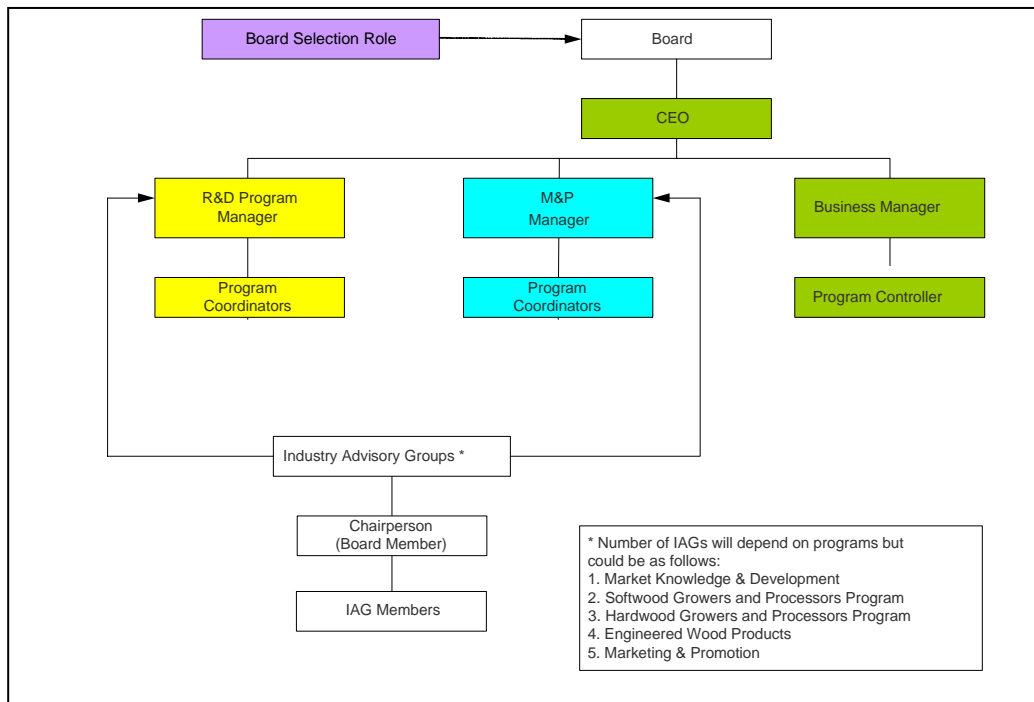 Board Selection Role
Board
CEO
R&D Program
Manager
M&P
Manager
Business Manager
Program
Coordinators
Program
Coordinators
Program Controller
Industry Advisory Groups *
Chairperson
(Board Member)
IAG Members
* Number of IAGs will depend on programs but
could be as follows:
1. Market Knowledge & Development
2. Softwood Growers and Processors Program
3. Hardwood Growers and Processors Program
4. Engineered Wood Products
5. Marketing & Promotion